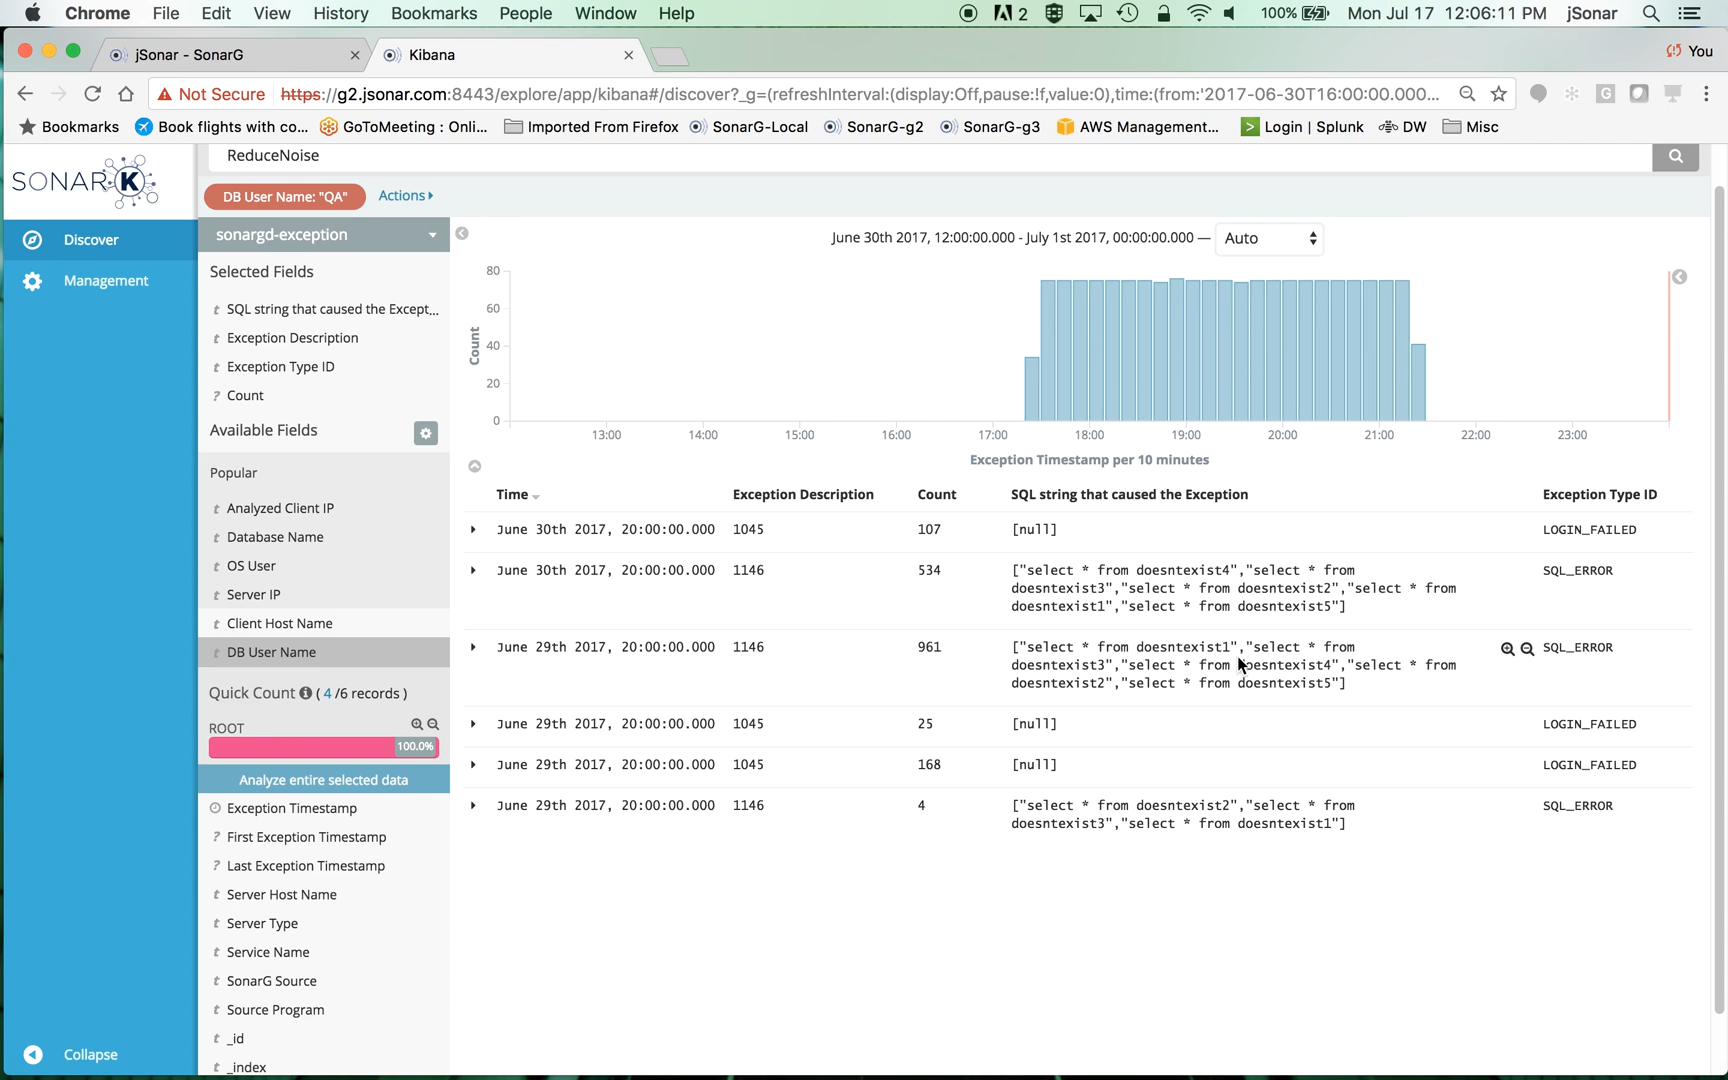 Chrome File Edit View History Bookmarks People Window Help 2 100% Mon Jul 17 12:06:11 PM jSonar
jSonar - SonarG Kibana You
Not Secure https://g2.jsonar.com:8443/explore/app/kibana#/discover?_g=(refreshInterval:(display:Off,pause:!f,value:0),time:(from:'2017-06-30T16:00:00.000...
Bookmarks Book flights with co... GoToMeeting : Onli... Imported From Firefox SonarG-Local SonarG-g2 SonarG-g3 AWS Management... Login | Splunk DW Misc
SONAR K
ReduceNoise
DB User Name: "QA" Actions
Discover
Management
Collapse
sonargd-exception
Selected Fields
t SQL string that caused the Except...
t Exception Description
t Exception Type ID
? Count
Available Fields
Popular
t Analyzed Client IP
t Database Name
t OS User
t Server IP
t Client Host Name
t DB User Name
Quick Count ( 4 /6 records )
ROOT
100.0%
Analyze entire selected data
Exception Timestamp
? First Exception Timestamp
? Last Exception Timestamp
t Server Host Name
t Server Type
t Service Name
t SonarG Source
t Source Program
t _id
t _index
June 30th 2017, 12:00:00.000 - July 1st 2017, 00:00:00.000 — Auto
80
60
40
20
0
Count
13:00 14:00 15:00 16:00 17:00 18:00 19:00 20:00 21:00 22:00 23:00
Exception Timestamp per 10 minutes
Time Exception Description Count SQL string that caused the Exception Exception Type ID
June 30th 2017, 20:00:00.000 1045 107 [null] LOGIN_FAILED
June 30th 2017, 20:00:00.000 1146 534 ["select * from doesntexist4","select * from SQL_ERROR
doesntexist3","select * from doesntexist2","select * from
doesntexist1","select * from doesntexist5"]
June 29th 2017, 20:00:00.000 1146 961 ["select * from doesntexist1","select * from SQL_ERROR
doesntexist3","select * from doesntexist4","select * from
doesntexist2","select * from doesntexist5"]
June 29th 2017, 20:00:00.000 1045 25 [null] LOGIN_FAILED
June 29th 2017, 20:00:00.000 1045 168 [null] LOGIN_FAILED
June 29th 2017, 20:00:00.000 1146 4 ["select * from doesntexist2","select * from SQL_ERROR
doesntexist3","select * from doesntexist1"]